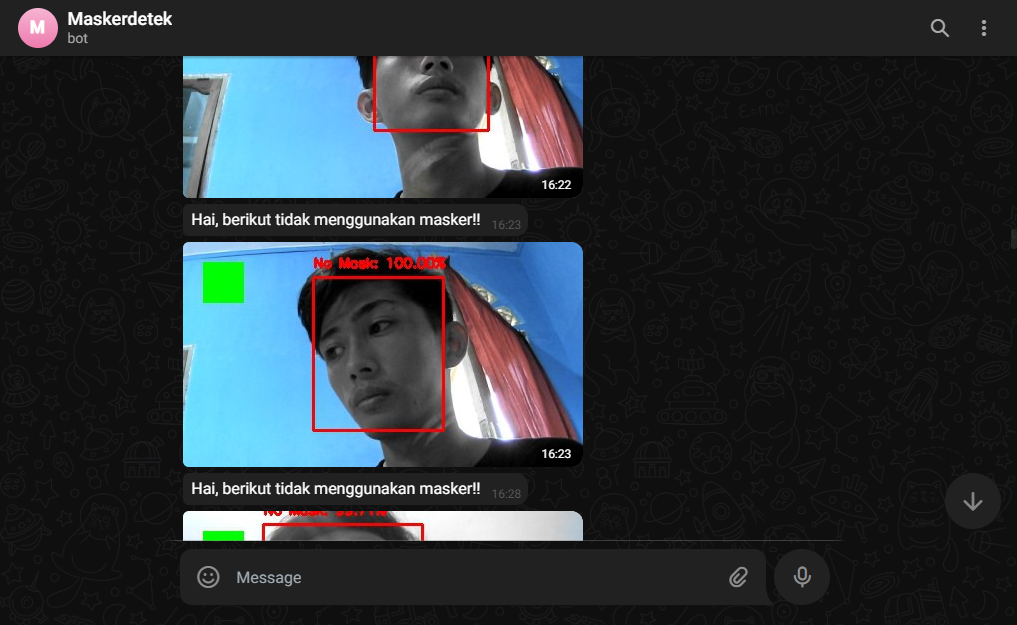 M
Maskerdetek
bot
16:22
Hai, berikut tidak menggunakan masker!! 16:23
No Mask: 100.00%
16:23
Hai, berikut tidak menggunakan masker!! 16:28
No Mask:
Message